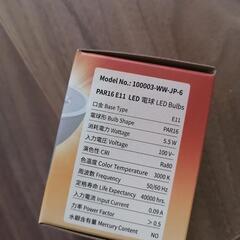 Model No.: 100003-WW-JP-6
PAR16 E11 LED 電球 LED Bulbs
口金 Base Type E11
電球形 Bulb Shape PAR16
消耗電力 Wattage 5.5 W
入力電圧 Voltage 100 V~
演色性 CRI Ra80
色温度 Color Temperature 3000 K
周波数 Frequency 50/60 Hz
定格寿命 Life Expectancy 40000 hrs.
入力電流 Input Current 0.09 A
力率 Power Factor > 0.5
水銀含有 Mercury NO